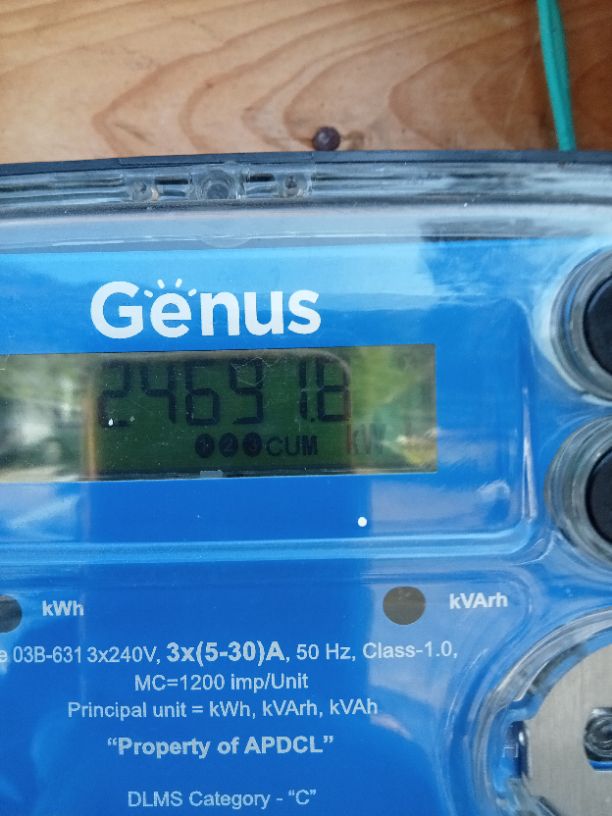 Genus
24691.8
①②③CUM kW
kWh
kVArh
03B-631 3x240V, 3x(5-30)A, 50 Hz, Class-1.0,
MC=1200 imp/Unit
Principal unit = kWh, kVArh, kVAh
“Property of APDCL”
DLMS Category - “C”